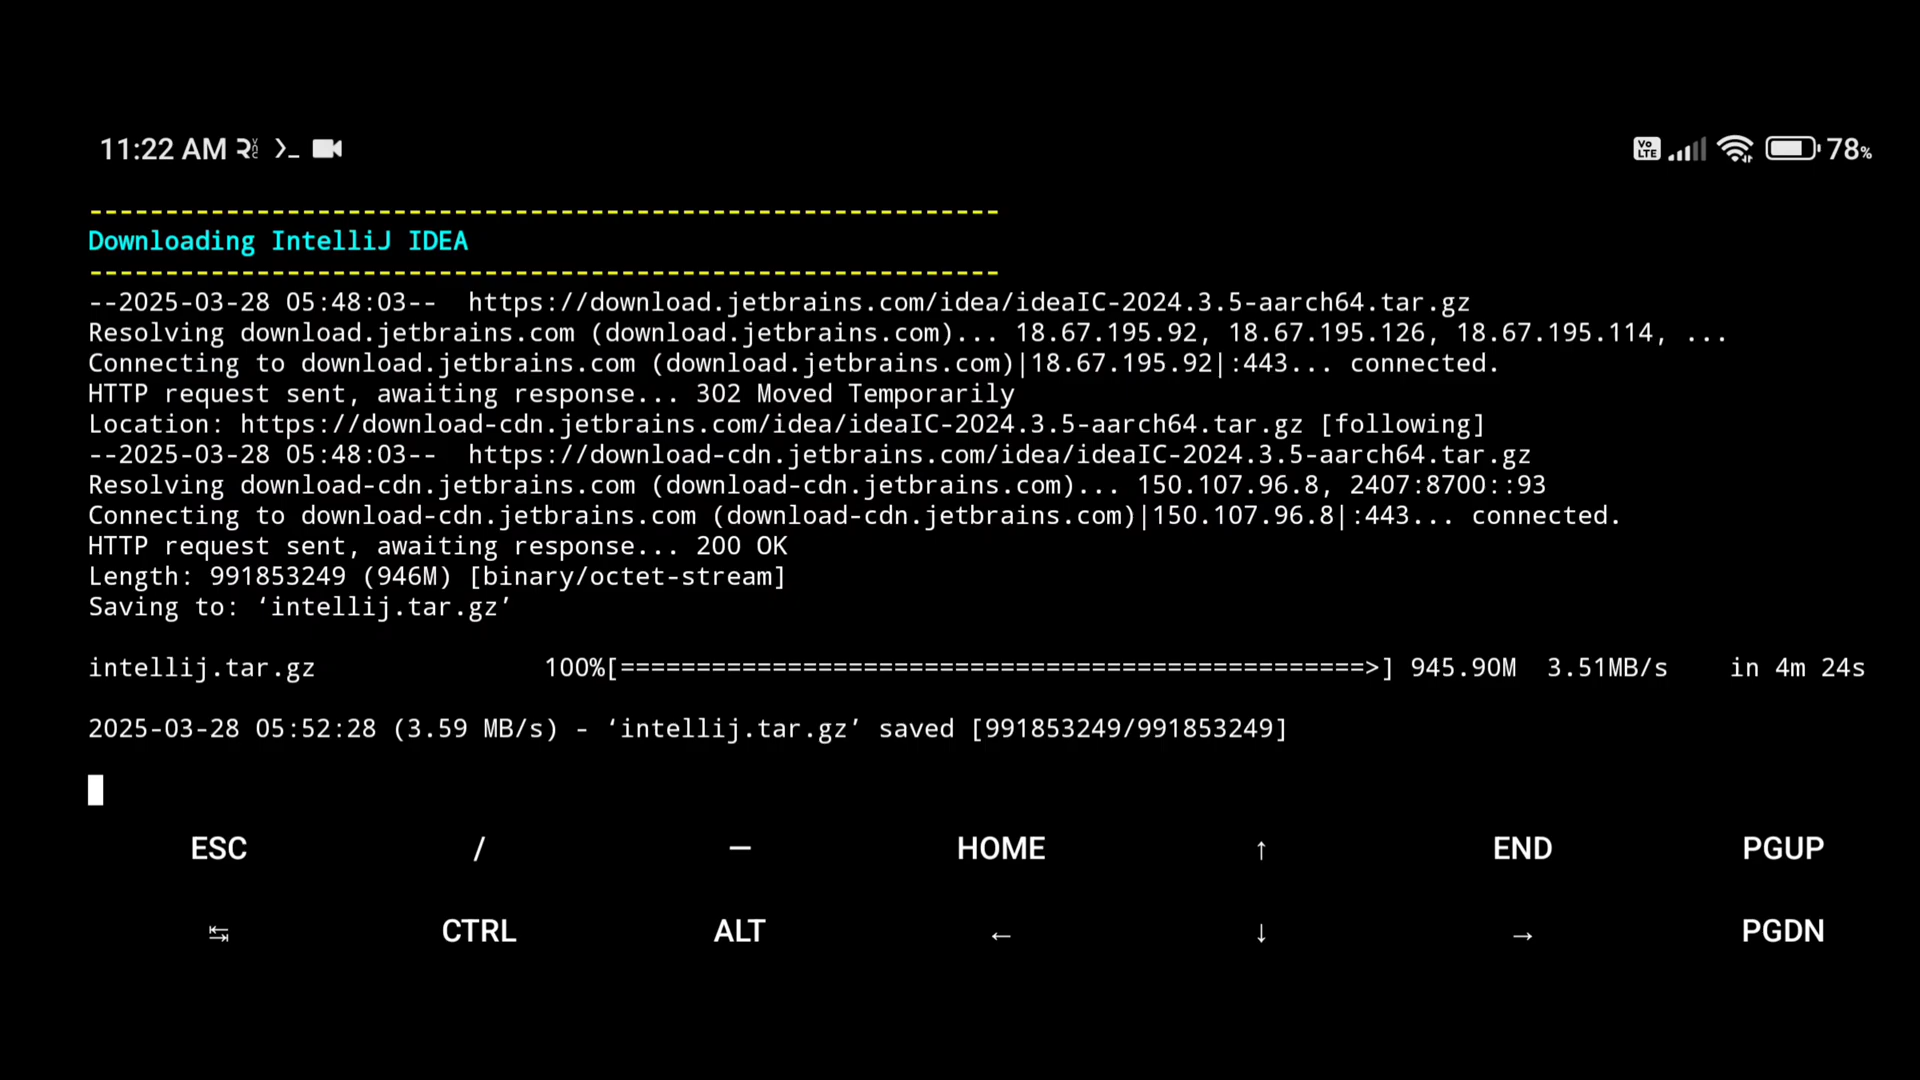 11:22 AM
Vo LTE
78%
------------------------------------------------------------
Downloading IntelliJ IDEA
------------------------------------------------------------
--2025-03-28 05:48:03--  https://download.jetbrains.com/idea/ideaIC-2024.3.5-aarch64.tar.gz
Resolving download.jetbrains.com (download.jetbrains.com)... 18.67.195.92, 18.67.195.126, 18.67.195.114, ...
Connecting to download.jetbrains.com (download.jetbrains.com)|18.67.195.92|:443... connected.
HTTP request sent, awaiting response... 302 Moved Temporarily
Location: https://download-cdn.jetbrains.com/idea/ideaIC-2024.3.5-aarch64.tar.gz [following]
--2025-03-28 05:48:03--  https://download-cdn.jetbrains.com/idea/ideaIC-2024.3.5-aarch64.tar.gz
Resolving download-cdn.jetbrains.com (download-cdn.jetbrains.com)... 150.107.96.8, 2407:8700::93
Connecting to download-cdn.jetbrains.com (download-cdn.jetbrains.com)|150.107.96.8|:443... connected.
HTTP request sent, awaiting response... 200 OK
Length: 991853249 (946M) [binary/octet-stream]
Saving to: ‘intellij.tar.gz’
intellij.tar.gz               100%[=================================================>] 945.90M  3.51MB/s    in 4m 24s
2025-03-28 05:52:28 (3.59 MB/s) - ‘intellij.tar.gz’ saved [991853249/991853249]
ESC / — HOME ↑ END PGUP
↹ CTRL ALT ← ↓ → PGDN